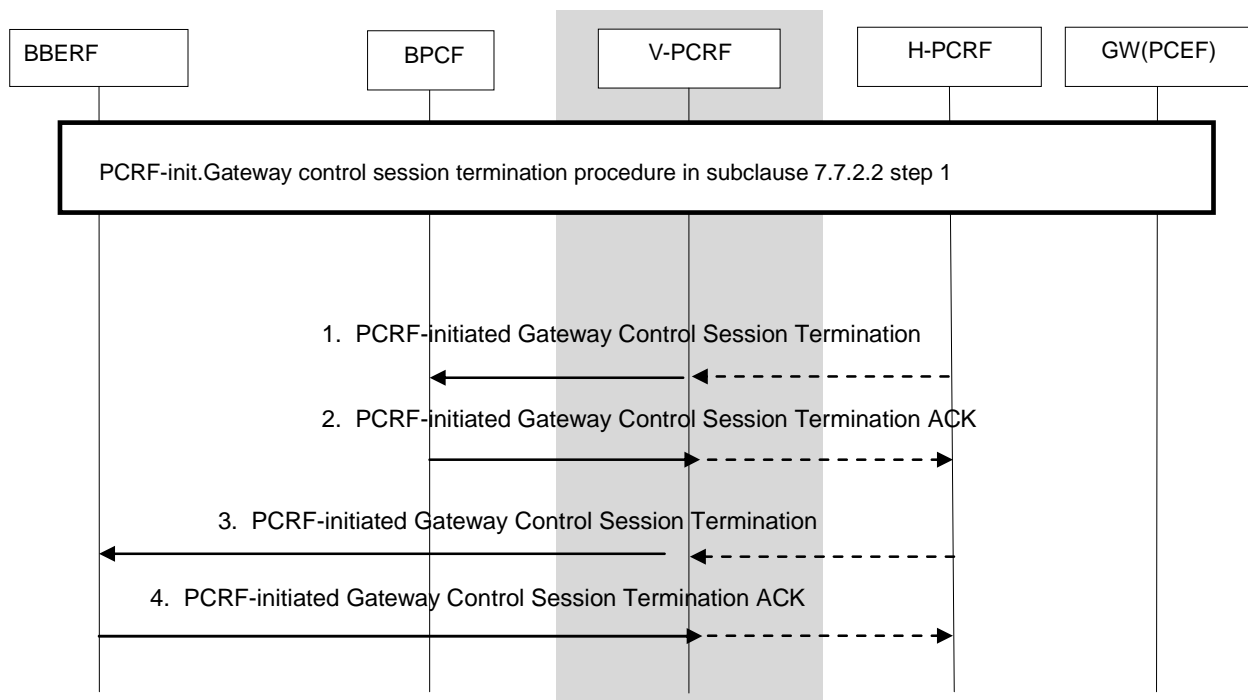 BBERF
BPCF
V-PCRF
H-PCRF
GW(PCEF)
PCRF-init.Gateway control session termination procedure in subclause 7.7.2.2 step 1
1. PCRF-initiated Gateway Control Session Termination
2. PCRF-initiated Gateway Control Session Termination ACK
3. PCRF-initiated Gateway Control Session Termination
4. PCRF-initiated Gateway Control Session Termination ACK